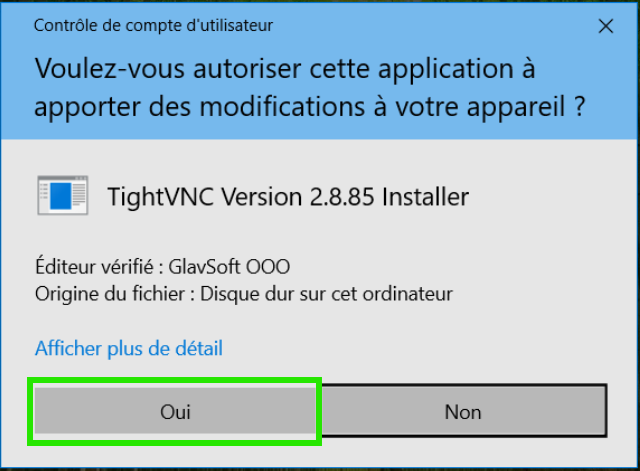 Contrôle de compte d'utilisateur
Voulez-vous autoriser cette application à
apporter des modifications à votre appareil ?
TightVNC Version 2.8.85 Installer
Éditeur vérifié : GlavSoft OOO
Origine du fichier : Disque dur sur cet ordinateur
Afficher plus de détail
Oui
Non